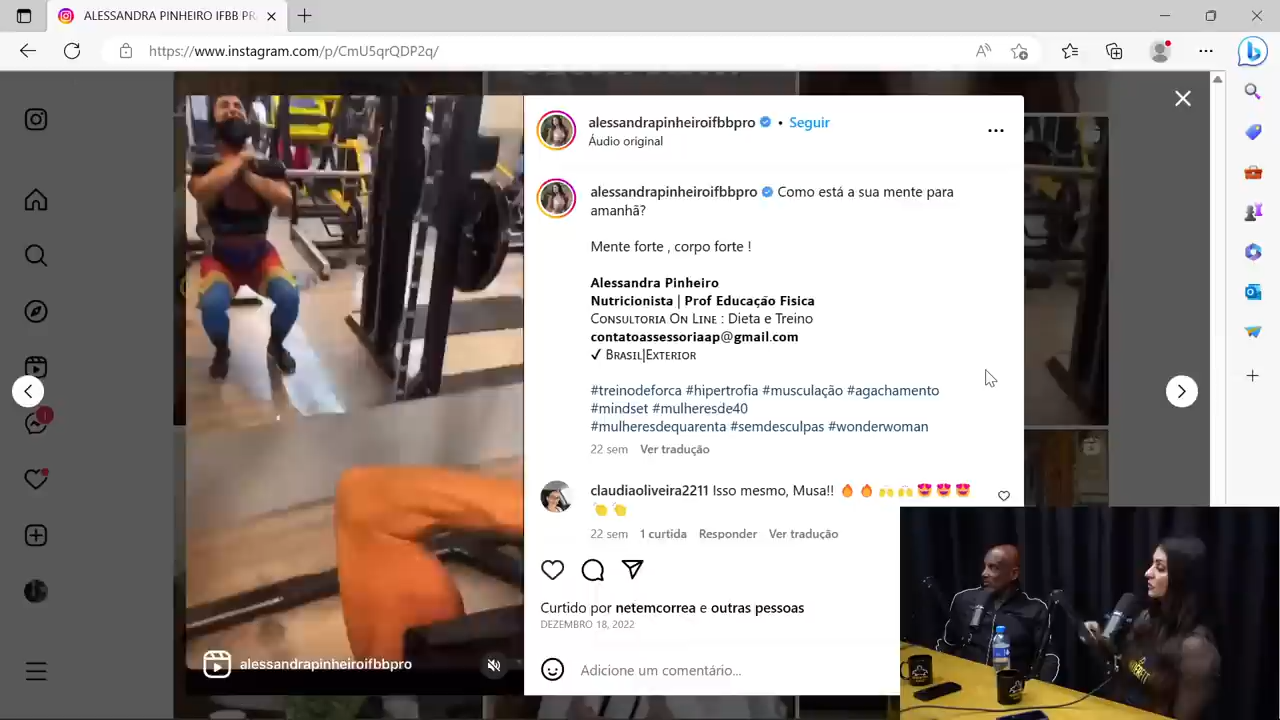 ALESSANDRA PINHEIRO IFBB PR
https://www.instagram.com/p/CmU5qrQDP2q/
alessandrapinheiroifbbpro • Seguir
Áudio original
alessandrapinheiroifbbpro Como está a sua mente para
amanhã?
Mente forte , corpo forte !
Alessandra Pinheiro
Nutricionista | Prof Educação Fisica
Consultoria On Line : Dieta e Treino
contatoassessoriaap@gmail.com
✓ Brasil|Exterior
#treinodeforca #hipertrofia #musculação #agachamento
#mindset #mulheresde40
#mulheresdequarenta #semdesculpas #wonderwoman
22 sem Ver tradução
claudiaoliveira2211 Isso mesmo, Musa!! 🔥🔥🙌🙌😍😍😍
👏👏
22 sem 1 curtida Responder Ver tradução
Curtido por netemcorrea e outras pessoas
DEZEMBRO 18, 2022
Adicione um comentário...
alessandrapinheiroifbbpro